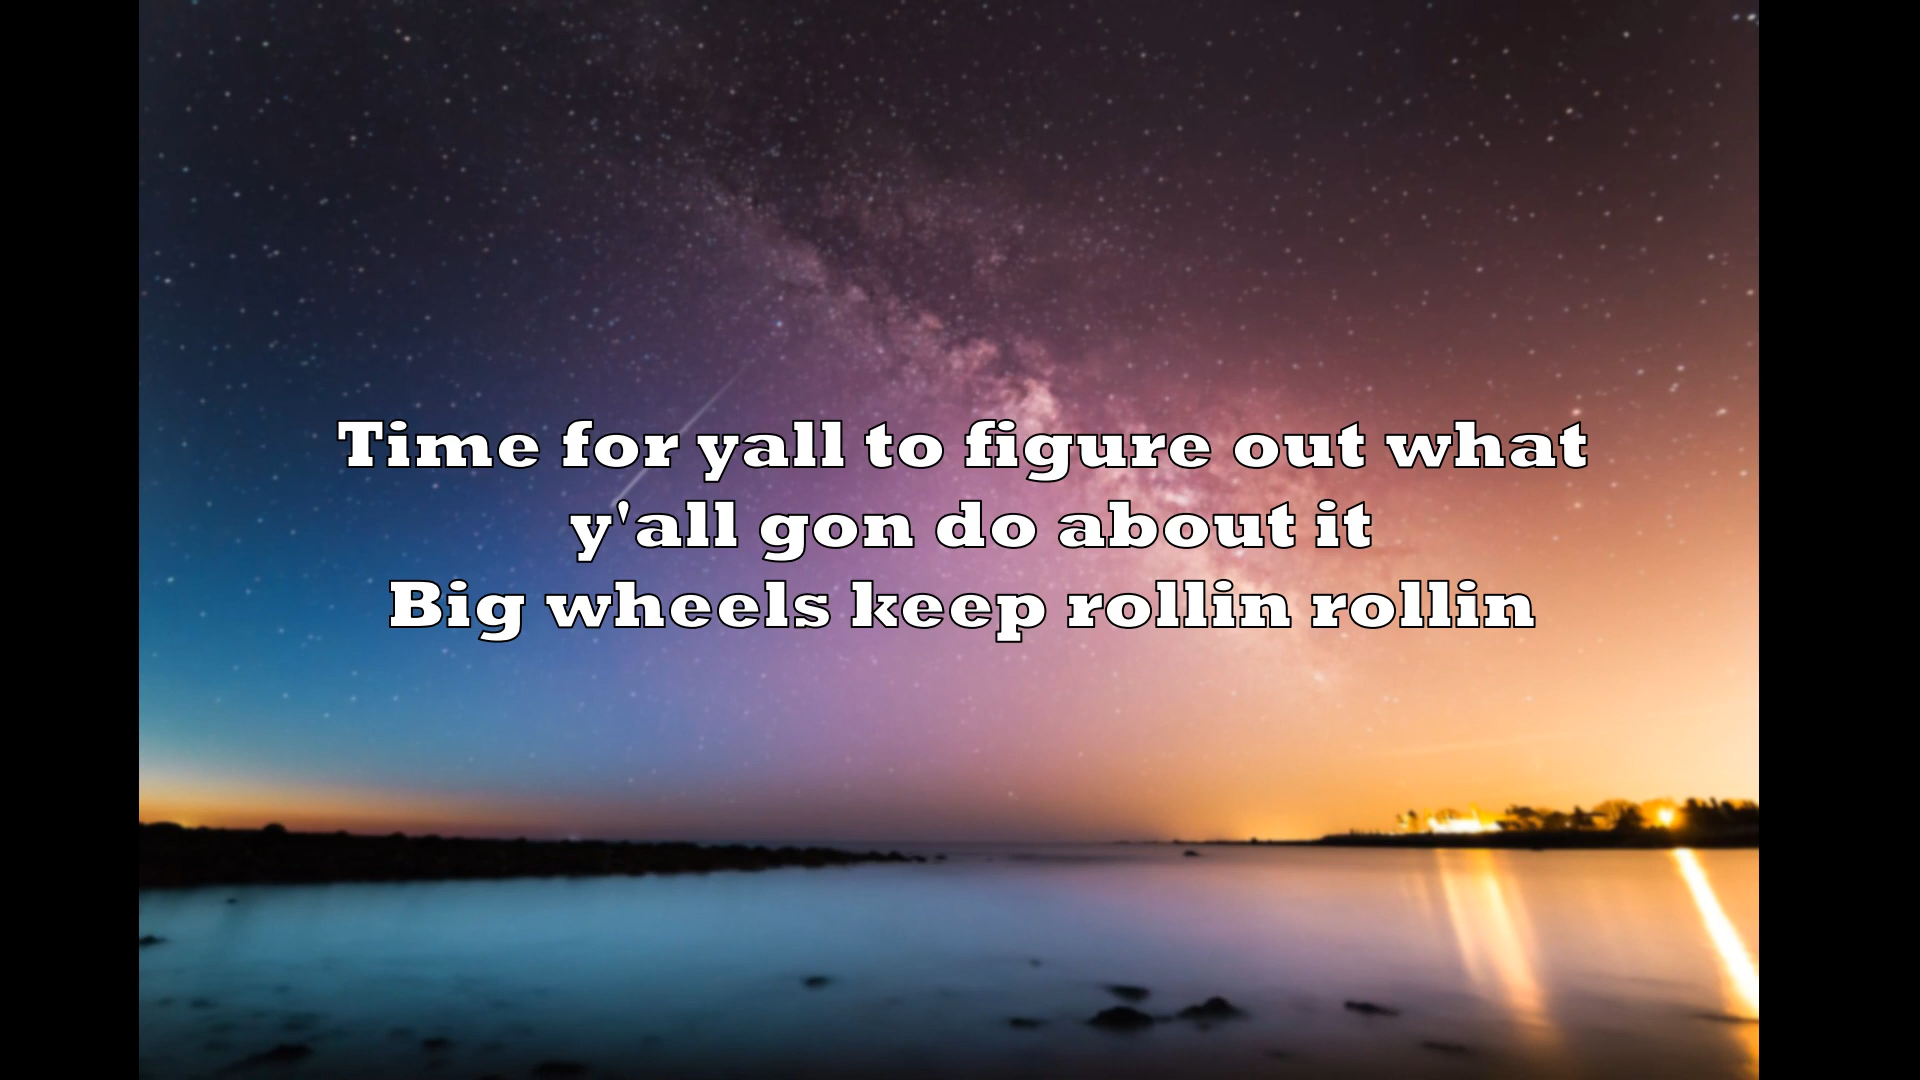 Time for yall to figure out what
y'all gon do about it
Big wheels keep rollin rollin